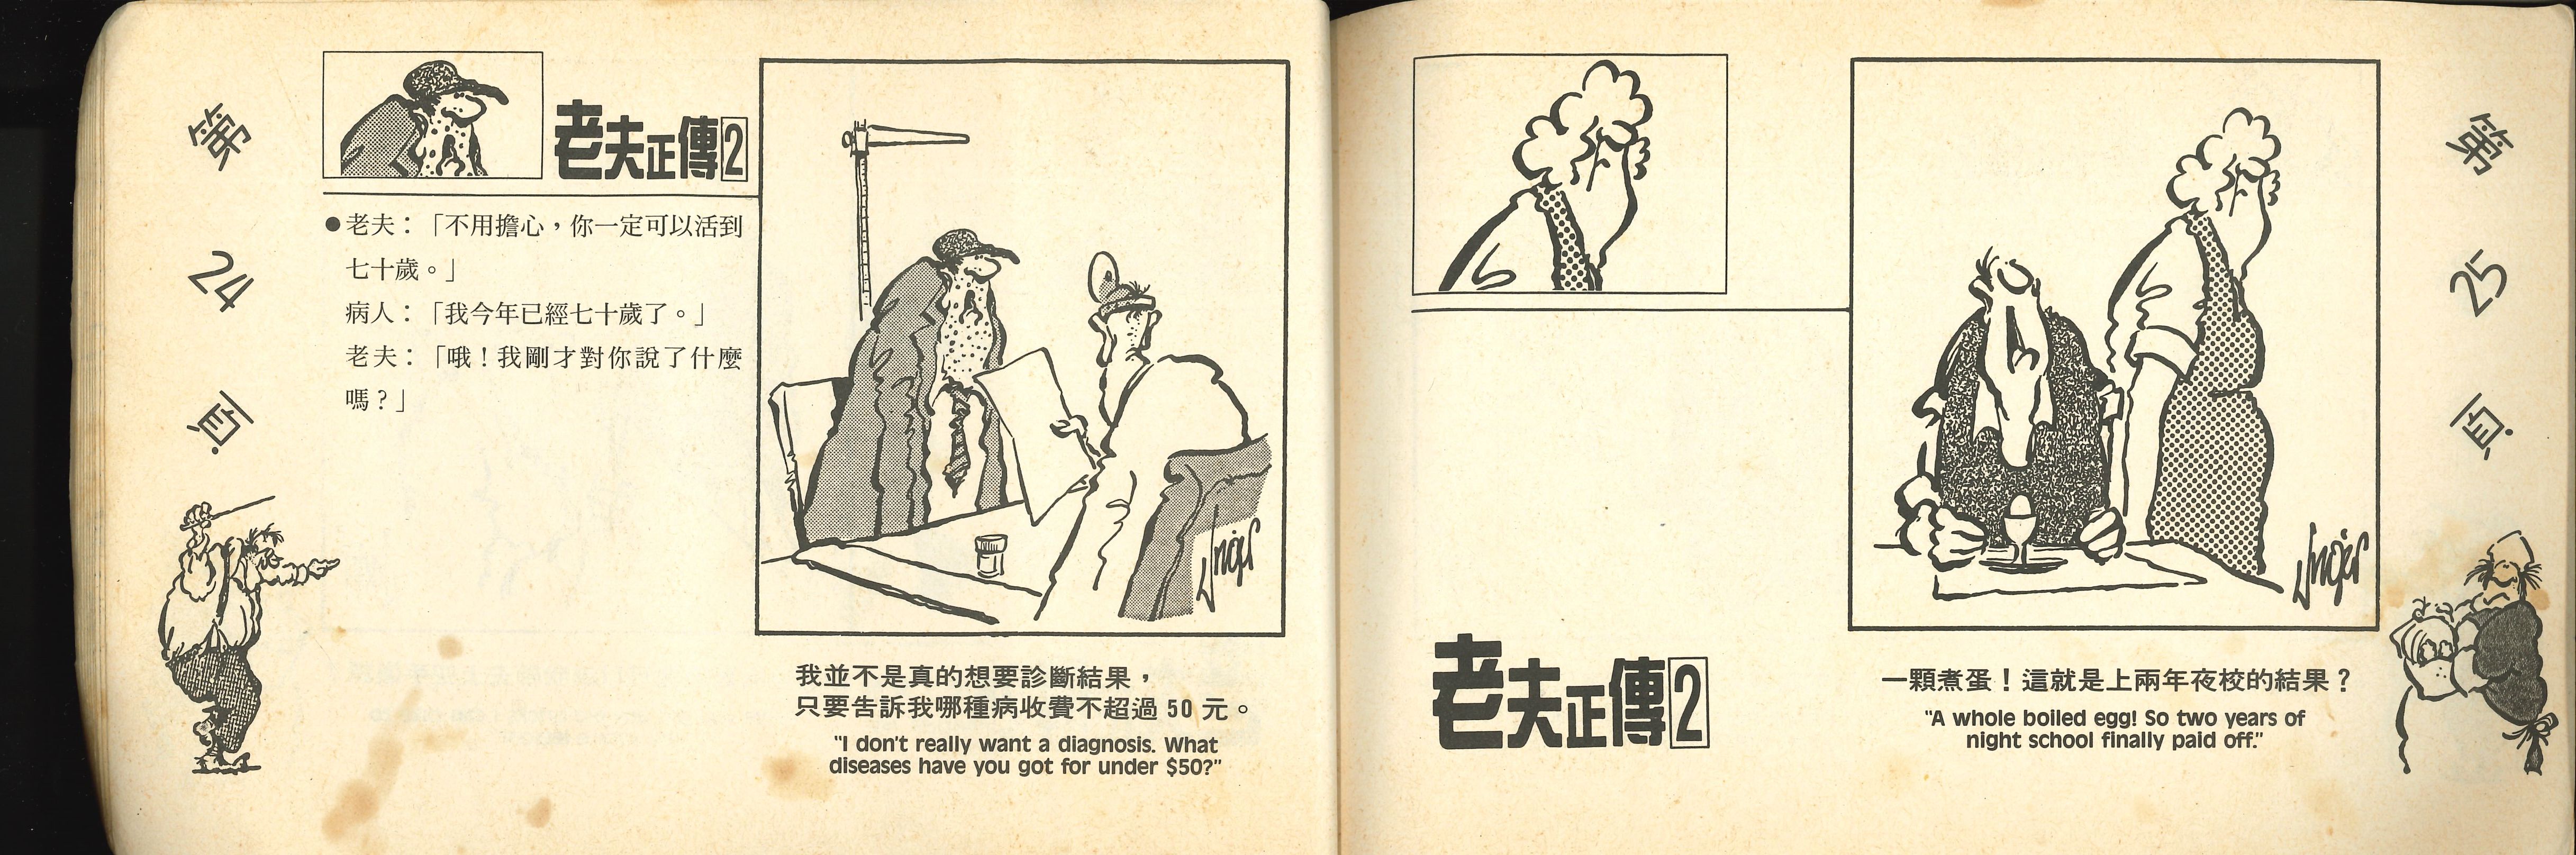 第
24
頁
老夫正傳2
●老夫：「不用擔心，你一定可以活到
七十歲。」
病人：「我今年已經七十歲了。」
老夫：「哦！我剛才對你說了什麼
嗎？」
我並不是真的想要診斷結果，
只要告訴我哪種病收費不超過 50 元。
"I don't really want a diagnosis. What
diseases have you got for under $50?"
老夫正傳2
一顆煮蛋！這就是上兩年夜校的結果？
"A whole boiled egg! So two years of
night school finally paid off."
第
25
頁